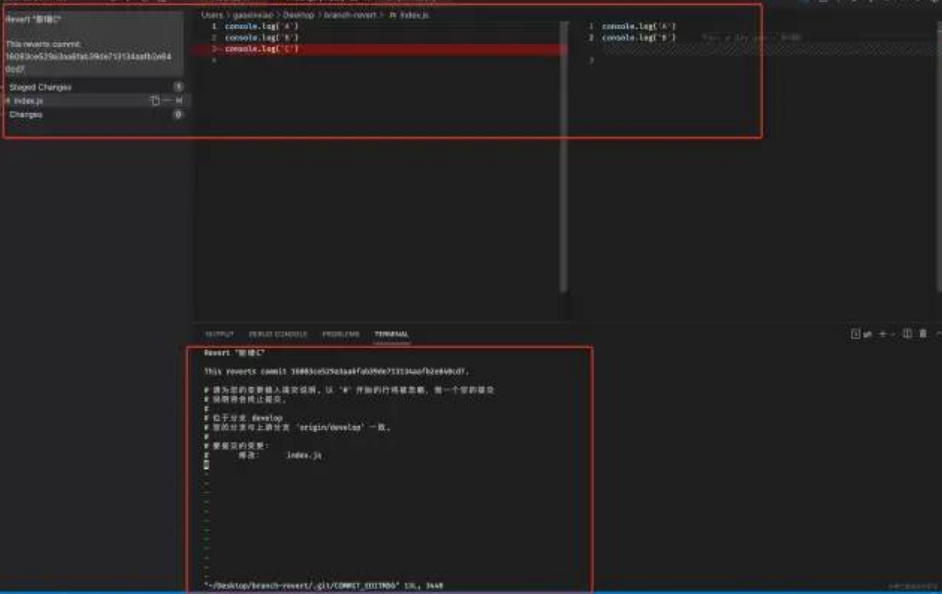 Revert "新增C"
This reverts commit
Staged Changes 1
index.js M
Changes 0
Users > gaoxinxiao > Desktop > branch-revert > index.js
1 console.log('A')
2 console.log('B')
3- console.log('C')
4
1 console.log('A')
2 console.log('B')
3
OUTPUT DEBUG CONSOLE PROBLEMS TERMINAL
Revert "新增C"
This reverts commit
# 请为您的变更输入提交说明。以 '#' 开始的行将被忽略，而一个空的提交
# 说明将会终止提交。
#
# 位于分支 develop
# 您的分支与上游分支 'origin/develop' 一致。
#
# 要提交的变更：
# 修改： index.js
#
~
~
~
~
~
~
~
~
~
"~/Desktop/branch-revert/.git/COMMIT_EDITMSG" 13L, 344B